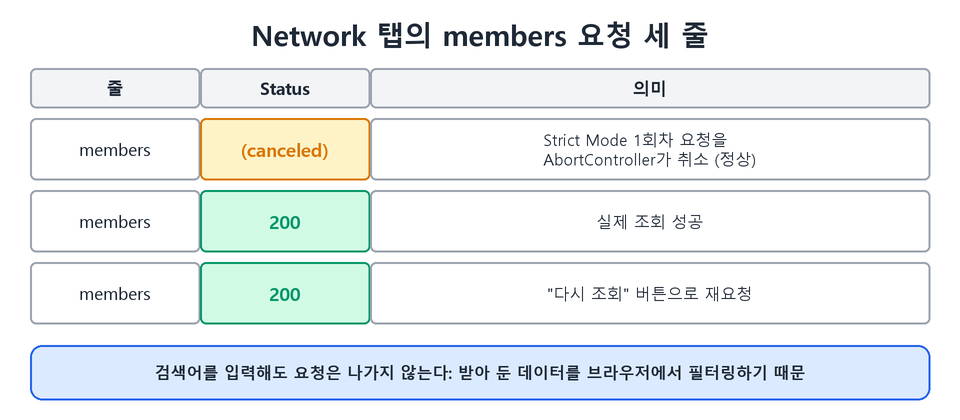 Network 탭의 members 요청 세 줄
줄 Status 의미
members (canceled) Strict Mode 1회차 요청을
AbortController가 취소 (정상)
members 200 실제 조회 성공
members 200 "다시 조회" 버튼으로 재요청
검색어를 입력해도 요청은 나가지 않는다: 받아 둔 데이터를 브라우저에서 필터링하기 때문